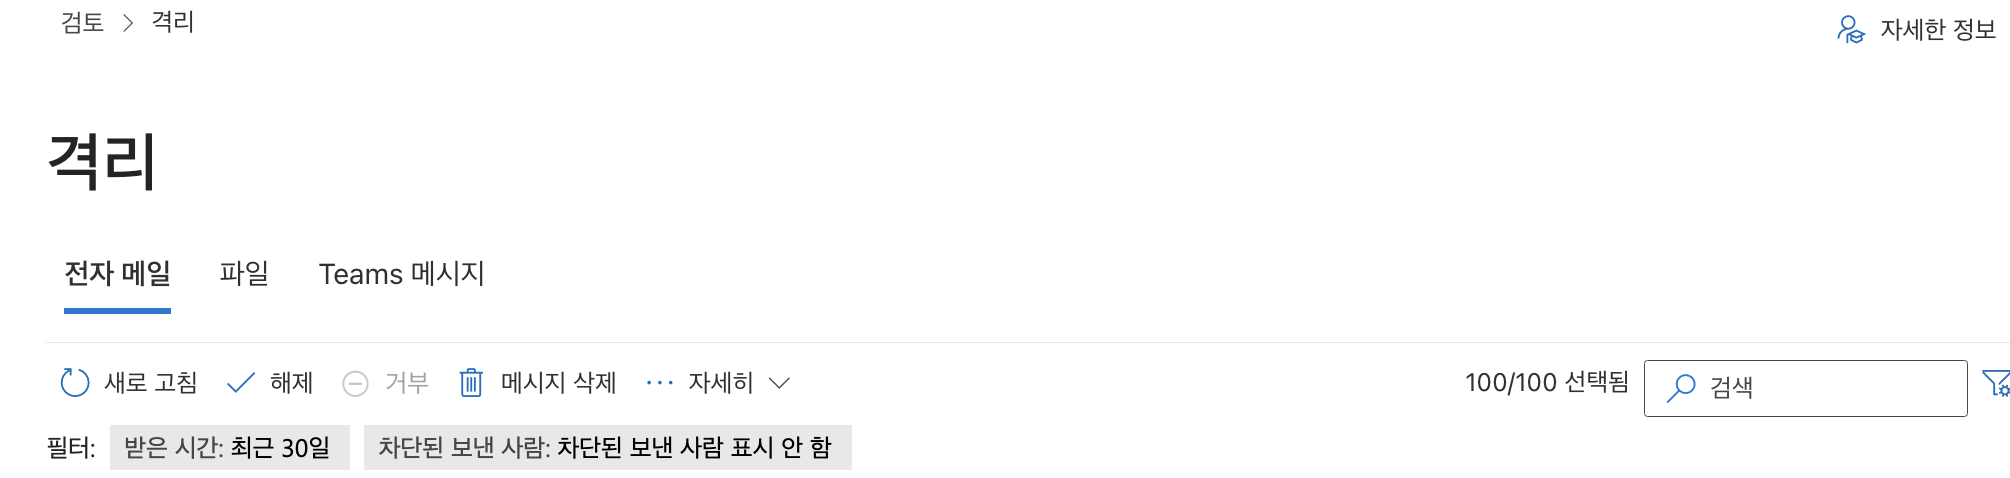 검토 > 격리
자세한 정보
격리
전자 메일 파일 Teams 메시지
새로 고침 해제 거부 메시지 삭제 ··· 자세히 100/100 선택됨 검색
필터: 받은 시간: 최근 30일 차단된 보낸 사람: 차단된 보낸 사람 표시 안 함